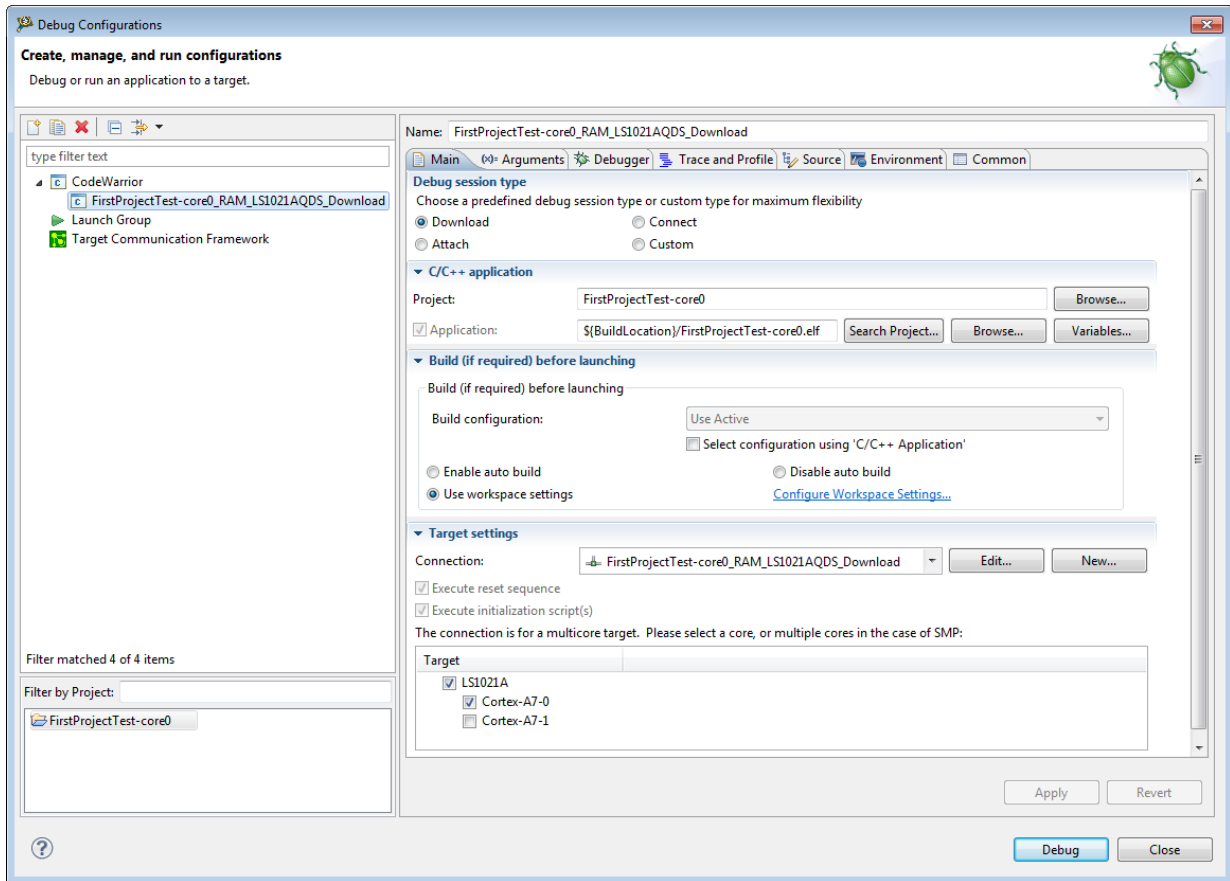 Debug Configurations
Create, manage, and run configurations
Debug or run an application to a target.
type filter text
CodeWarrior
FirstProjectTest-core0_RAM_LS1021AQDS_Download
Launch Group
Target Communication Framework
Filter matched 4 of 4 items
Filter by Project:
FirstProjectTest-core0
Name: FirstProjectTest-core0_RAM_LS1021AQDS_Download
Main (x)= Arguments Debugger Trace and Profile Source Environment Common
Debug session type
Choose a predefined debug session type or custom type for maximum flexibility
Download Connect
Attach Custom
C/C++ application
Project: FirstProjectTest-core0 Browse...
Application: ${BuildLocation}/FirstProjectTest-core0.elf Search Project... Browse... Variables...
Build (if required) before launching
Build (if required) before launching
Build configuration: Use Active
Select configuration using 'C/C++ Application'
Enable auto build Disable auto build
Use workspace settings Configure Workspace Settings...
Target settings
Connection: FirstProjectTest-core0_RAM_LS1021AQDS_Download Edit... New...
Execute reset sequence
Execute initialization script(s)
The connection is for a multicore target. Please select a core, or multiple cores in the case of SMP:
Target
LS1021A
Cortex-A7-0
Cortex-A7-1
Apply Revert
Debug Close